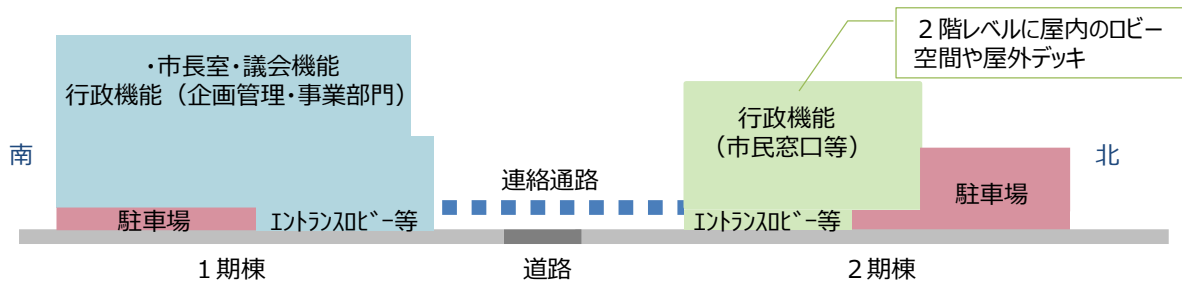 ２階レベルに屋内のロビー
空間や屋外デッキ
・市長室・議会機能
行政機能（企画管理・事業部門）
行政機能
（市民窓口等）
南
北
連絡通路
駐車場
駐車場
ｴﾝﾄﾗﾝｽﾛﾋﾞｰ等
ｴﾝﾄﾗﾝｽﾛﾋﾞｰ等
１期棟
道路
２期棟